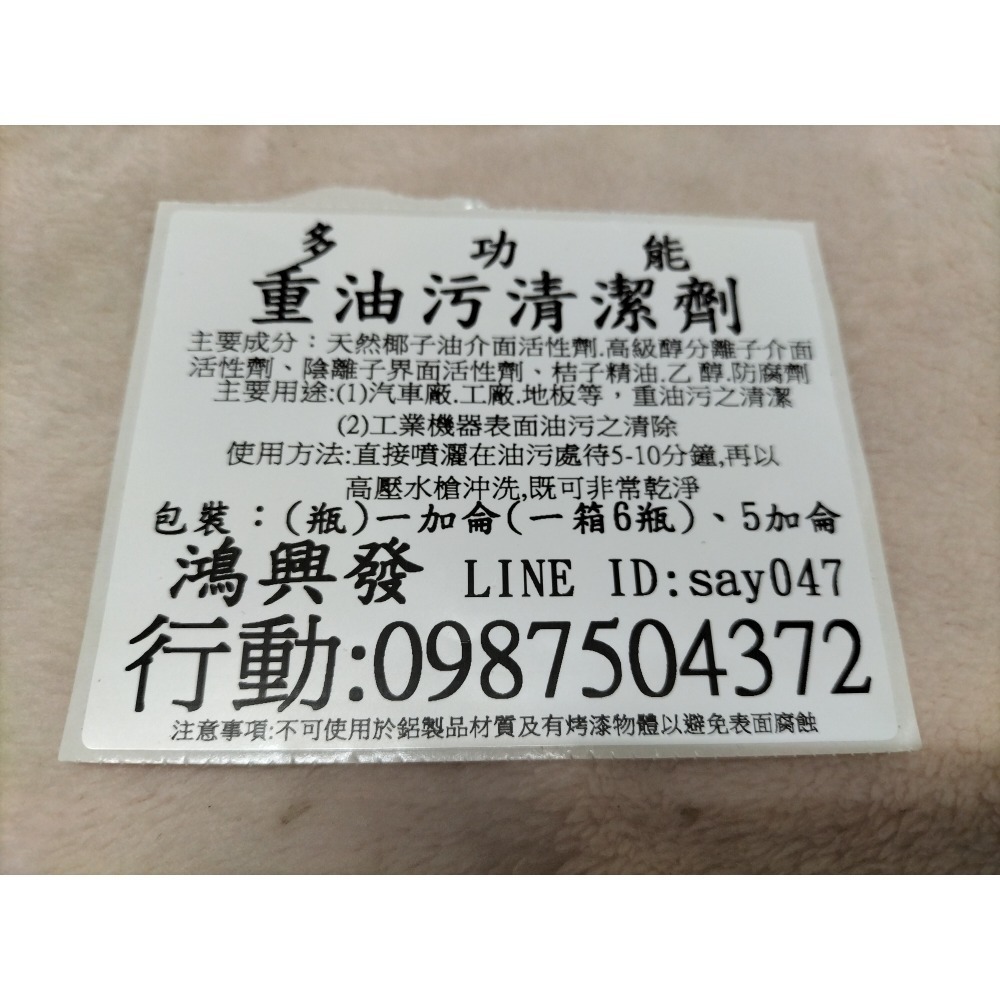 多功能
重油污清潔劑
主要成分：天然椰子油介面活性劑.高級醇分離子介面
活性劑、陰離子界面活性劑、桔子精油.乙醇.防腐劑
主要用途:(1)汽車廠.工廠.地板等，重油污之清潔
(2)工業機器表面油污之清除
使用方法:直接噴灑在油污處待5-10分鐘,再以
高壓水槍沖洗,既可非常乾淨
包裝：(瓶)一加侖(一箱6瓶)、5加侖
鴻興發 LINE ID:say047
行動:0987504372
注意事項:不可使用於鋁製品材質及有烤漆物體以避免表面腐蝕